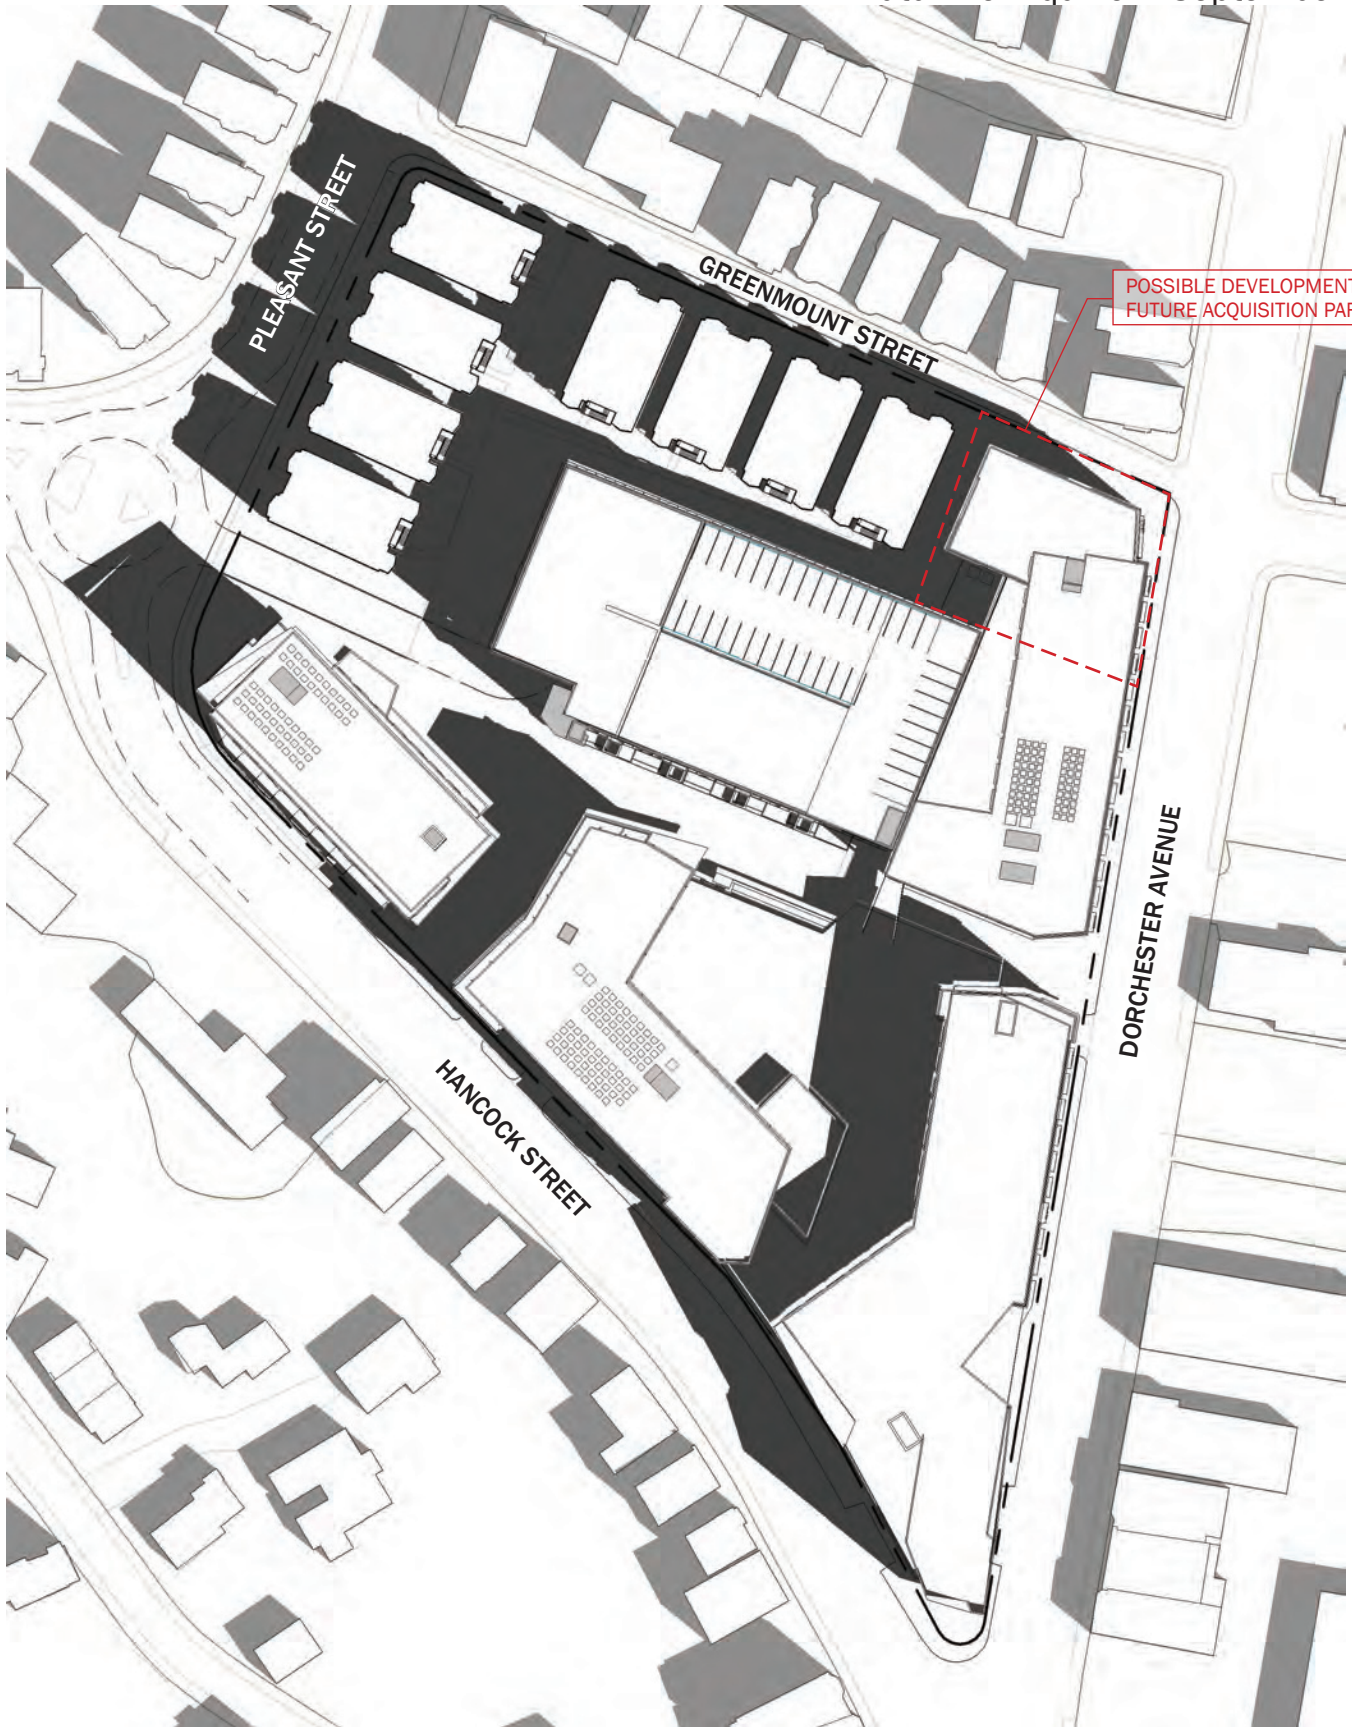 PLEASANT STREET
GREENMOUNT STREET
POSSIBLE DEVELOPMENT
FUTURE ACQUISITION
DORCHESTER AVENUE
HANCOCK STREET